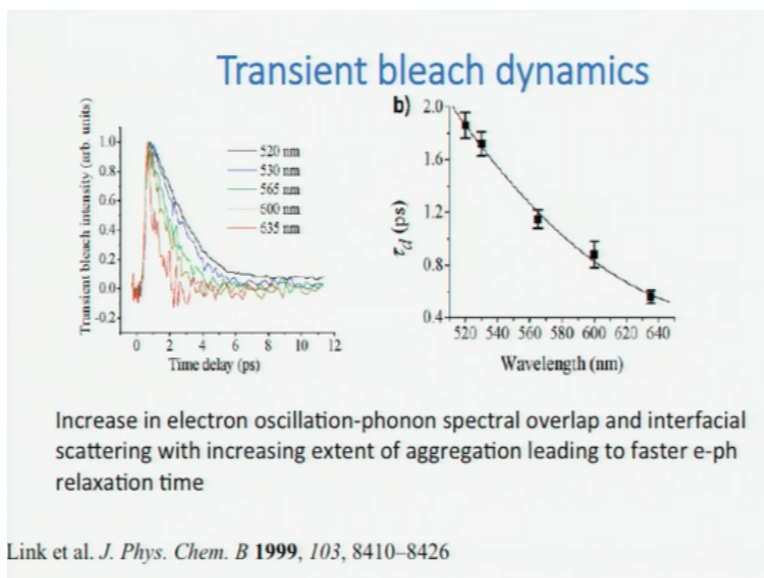 Transient bleach dynamics
Transient bleach intensity (arb. units)
1.0
0.8
0.6
0.4
0.2
0.0
-0.2
520 nm
530 nm
565 nm
600 nm
635 nm
0 2 4 6 8 10 12
Time delay (ps)
b)
2.0
1.6
1.2
0.8
0.4
τd (ps)
520 540 560 580 600 620 640
Wavelength (nm)
Increase in electron oscillation-phonon spectral overlap and interfacial
scattering with increasing extent of aggregation leading to faster e-ph
relaxation time
Link et al. J. Phys. Chem. B 1999, 103, 8410–8426